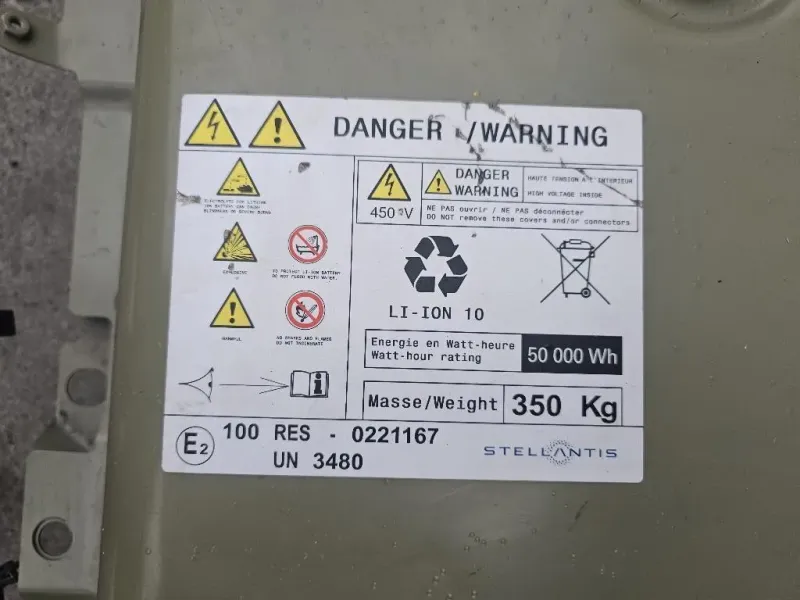 DANGER /WARNING
DANGER
WARNING
HAUTE TENSION A L'INTERIEUR
HIGH VOLTAGE INSIDE
450 V
NE PAS ouvrir / NE PAS déconnécter
DO NOT remove these covers and/or connectors
LI-ION 10
Energie en Watt-heure
Watt-hour rating
50 000 Wh
Masse/Weight
350 Kg
HARMFUL
E2
100 RES - 0221167
UN 3480
STELLANTIS